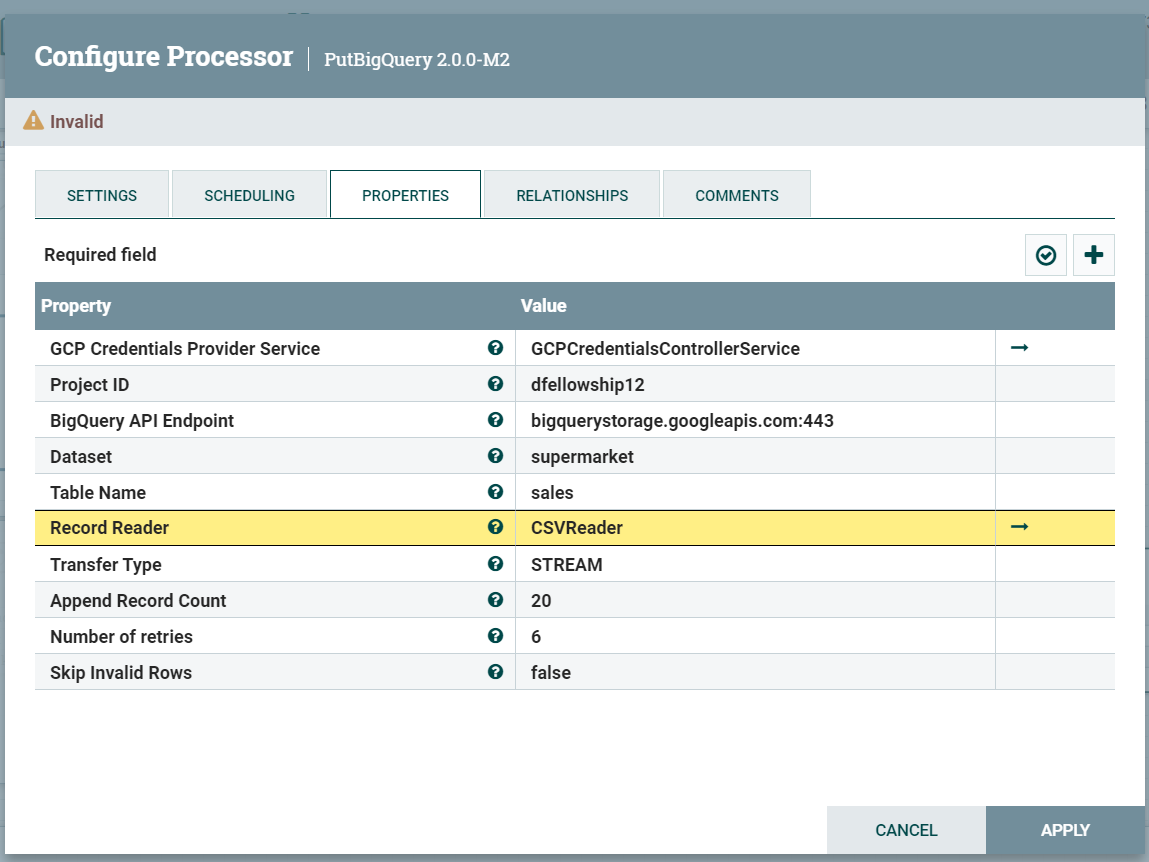 Configure Processor | PutBigQuery 2.0.0-M2
Invalid
SETTINGS SCHEDULING PROPERTIES RELATIONSHIPS COMMENTS
Required field
Property Value
GCP Credentials Provider Service GCPCredentialsControllerService
Project ID dfellowship12
BigQuery API Endpoint bigquerystorage.googleapis.com:443
Dataset supermarket
Table Name sales
Record Reader CSVReader
Transfer Type STREAM
Append Record Count 20
Number of retries 6
Skip Invalid Rows false
CANCEL APPLY